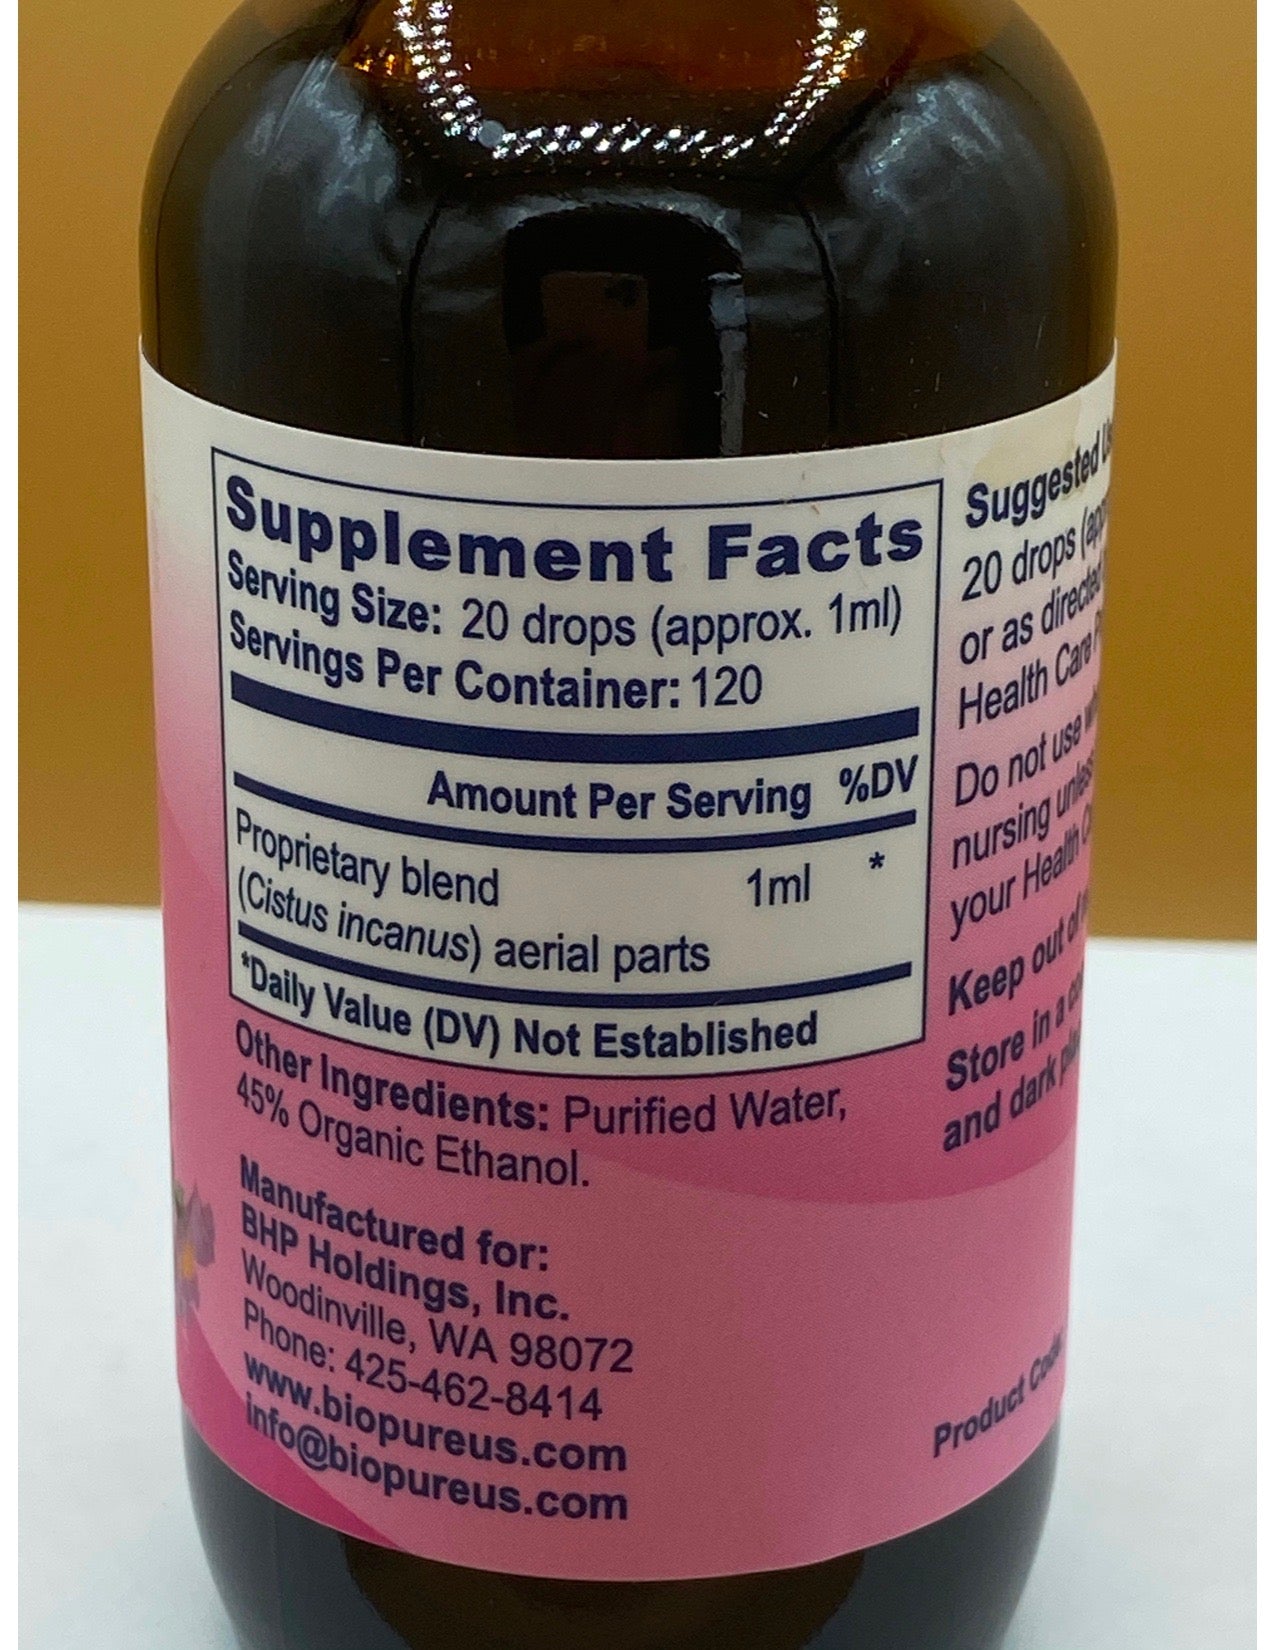 Supplement Facts
Serving Size: 20 drops (approx. 1ml)
Servings Per Container: 120
Amount Per Serving %DV
Proprietary blend 1ml *
(Cistus incanus) aerial parts
*Daily Value (DV) Not Established
Other Ingredients: Purified Water,
45% Organic Ethanol.
Manufactured for:
BHP Holdings, Inc.
Woodinville, WA 98072
Phone: 425-462-8414
www.biopureus.com
info@biopureus.com
Suggested
20 drops
or as directed
Health Care
Do not use
nursing
your Health
Keep out of
Store in a
and dark
Product